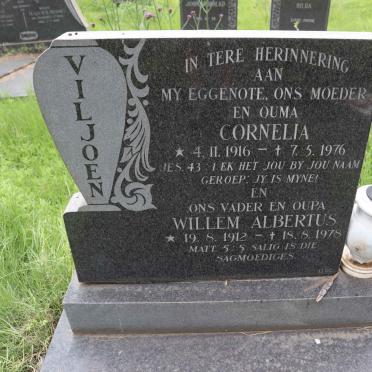 VILJOEN
IN TERE HERINNERING
AAN
MY EGGENOTE, ONS MOEDER
EN OUMA
CORNELIA
★ 4.11.1916 – † 7.5.1976
JES. 43:1 EK HET JOU BY JOU NAAM
GEROEP: JY IS MYNE!
EN
ONS VADER EN OUPA
WILLEM ALBERTUS
★ 19.8.1912 – † 18.8.1978
MATT. 5:5 SALIG IS DIE
SAGMOEDIGES.
HILDA